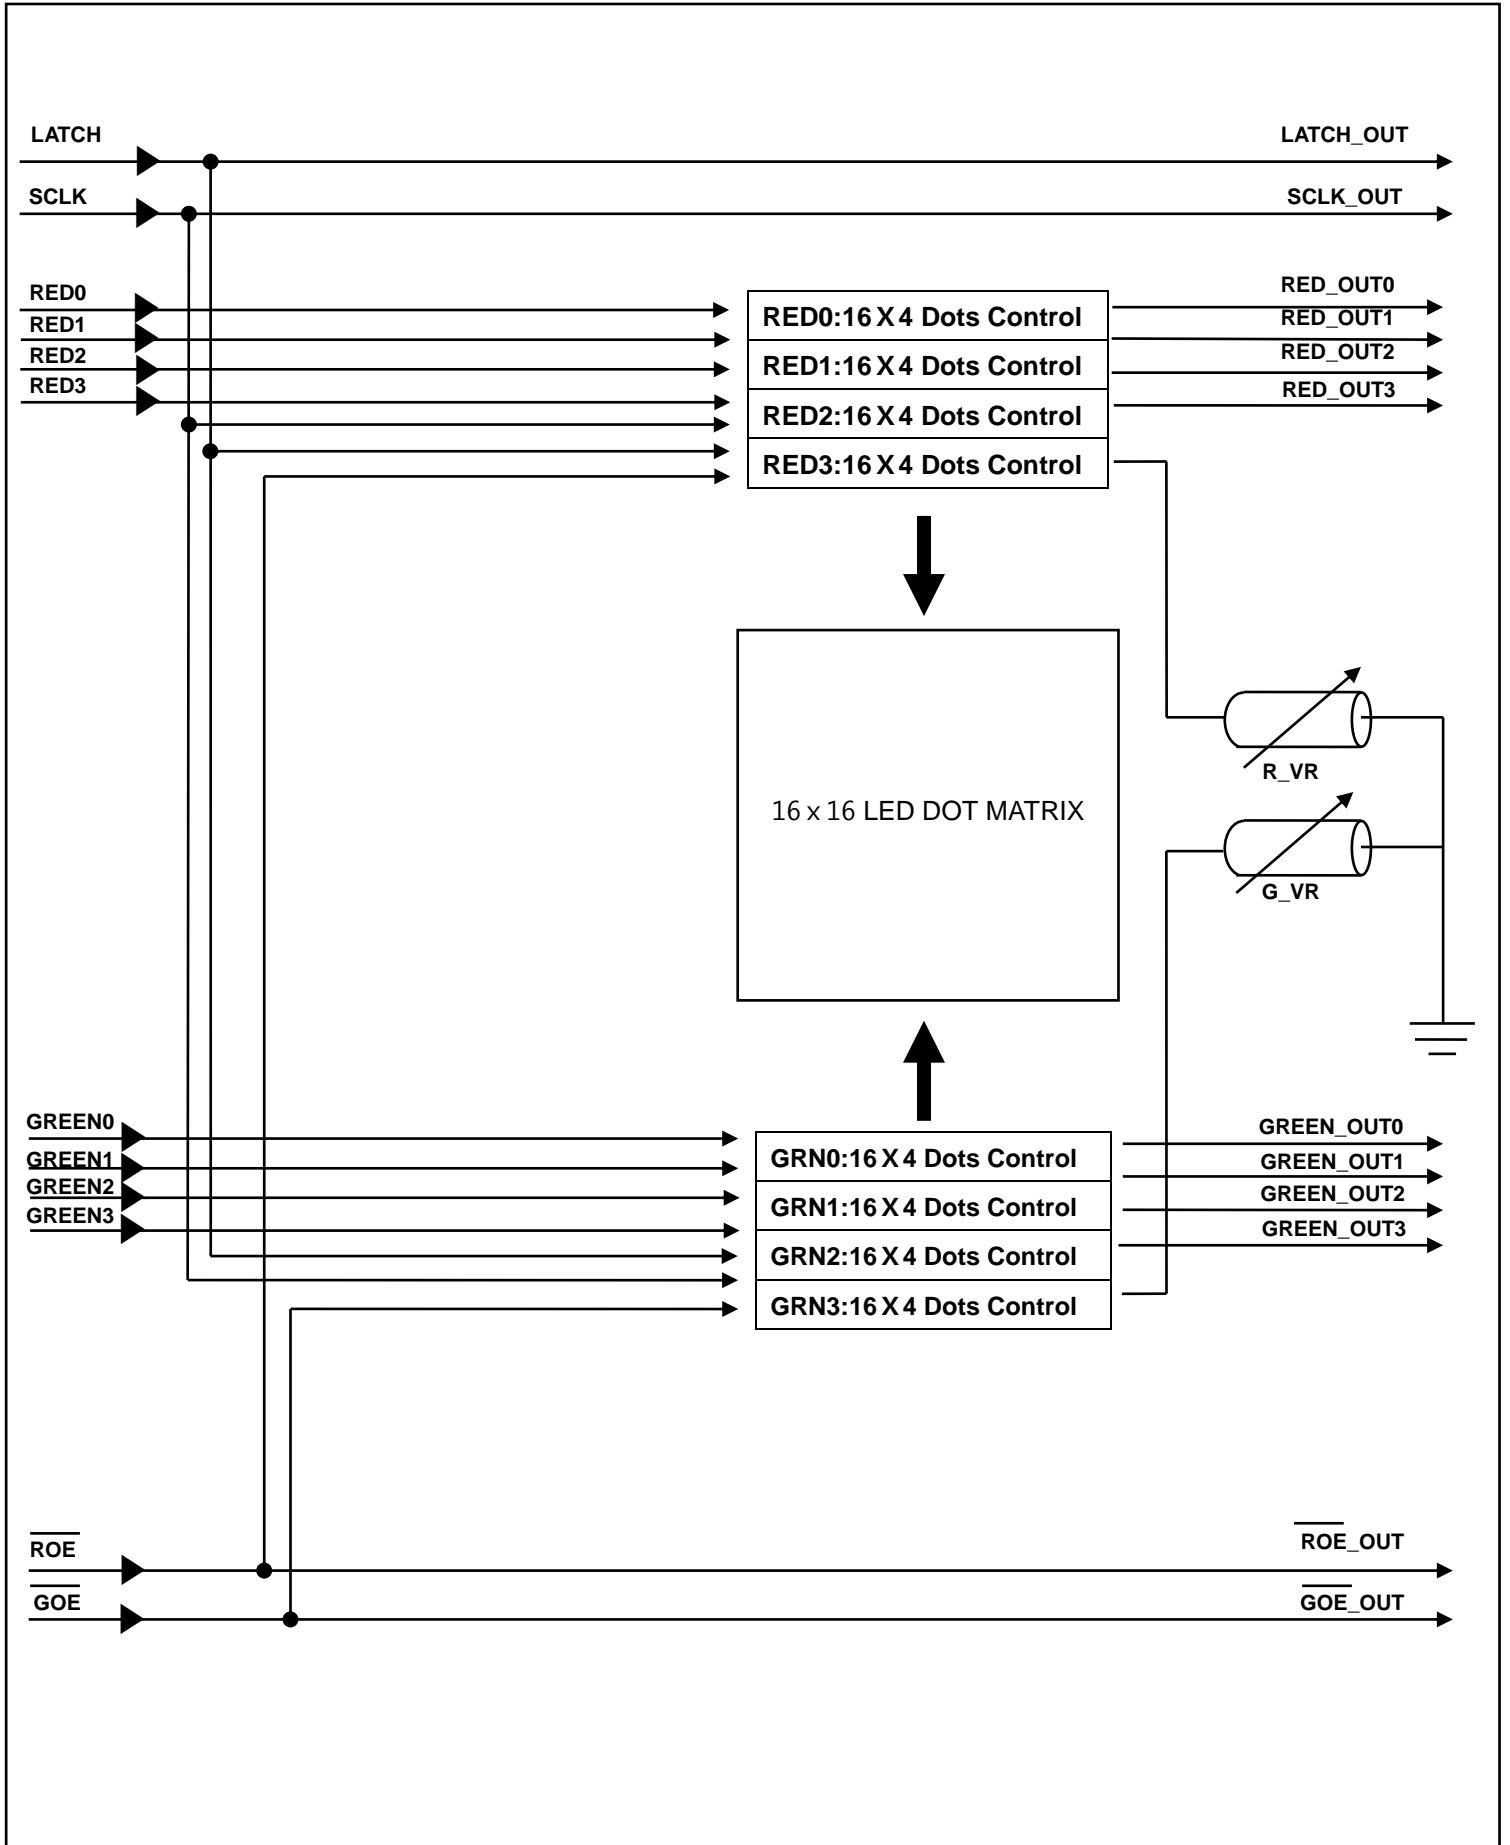 LATCH
LATCH_OUT
SCLK
SCLK_OUT
RED0
RED1
RED2
RED3
RED0:16 X 4 Dots Control
RED1:16 X 4 Dots Control
RED2:16 X 4 Dots Control
RED3:16 X 4 Dots Control
RED_OUT0
RED_OUT1
RED_OUT2
RED_OUT3
R_VR
16 x 16 LED DOT MATRIX
G_VR
GREEN0
GREEN1
GREEN2
GREEN3
GRN0:16 X 4 Dots Control
GRN1:16 X 4 Dots Control
GRN2:16 X 4 Dots Control
GRN3:16 X 4 Dots Control
GREEN_OUT0
GREEN_OUT1
GREEN_OUT2
GREEN_OUT3
ROE
ROE_OUT
GOE
GOE_OUT